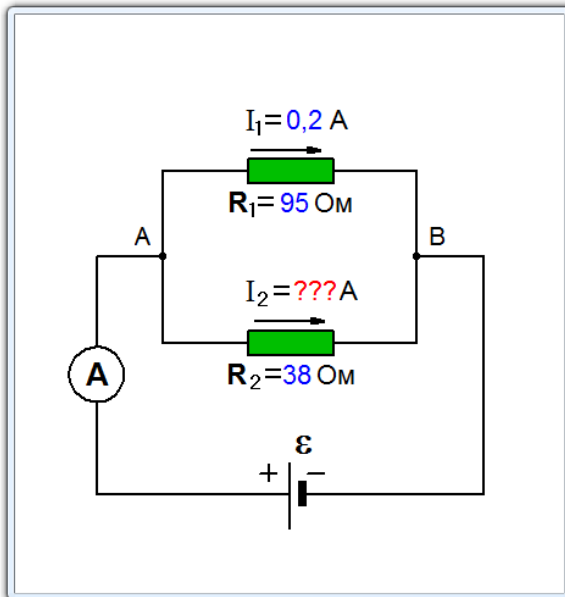 I₁= 0,2 А
R₁= 95 Ом
А
В
I₂ = ???А
R₂ =38 Ом
А
ε
+ −